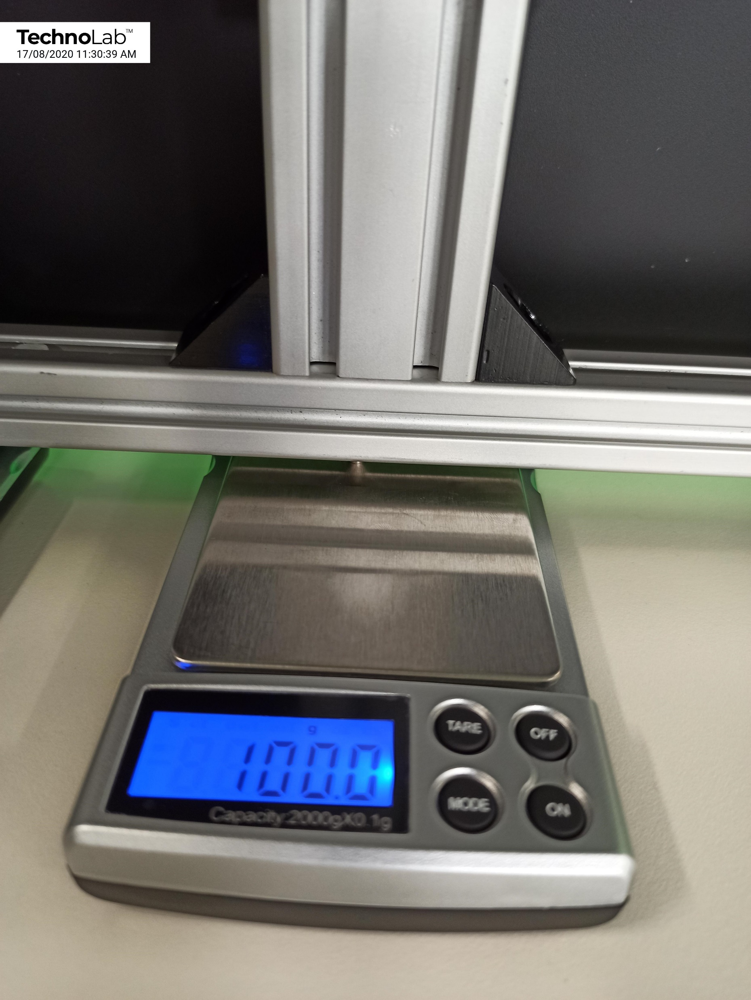 TechnoLab™
17/08/2020 11:30:39 AM
g
100.0
Capacity:2000gX0.1g
TARE
OFF
MODE
ON